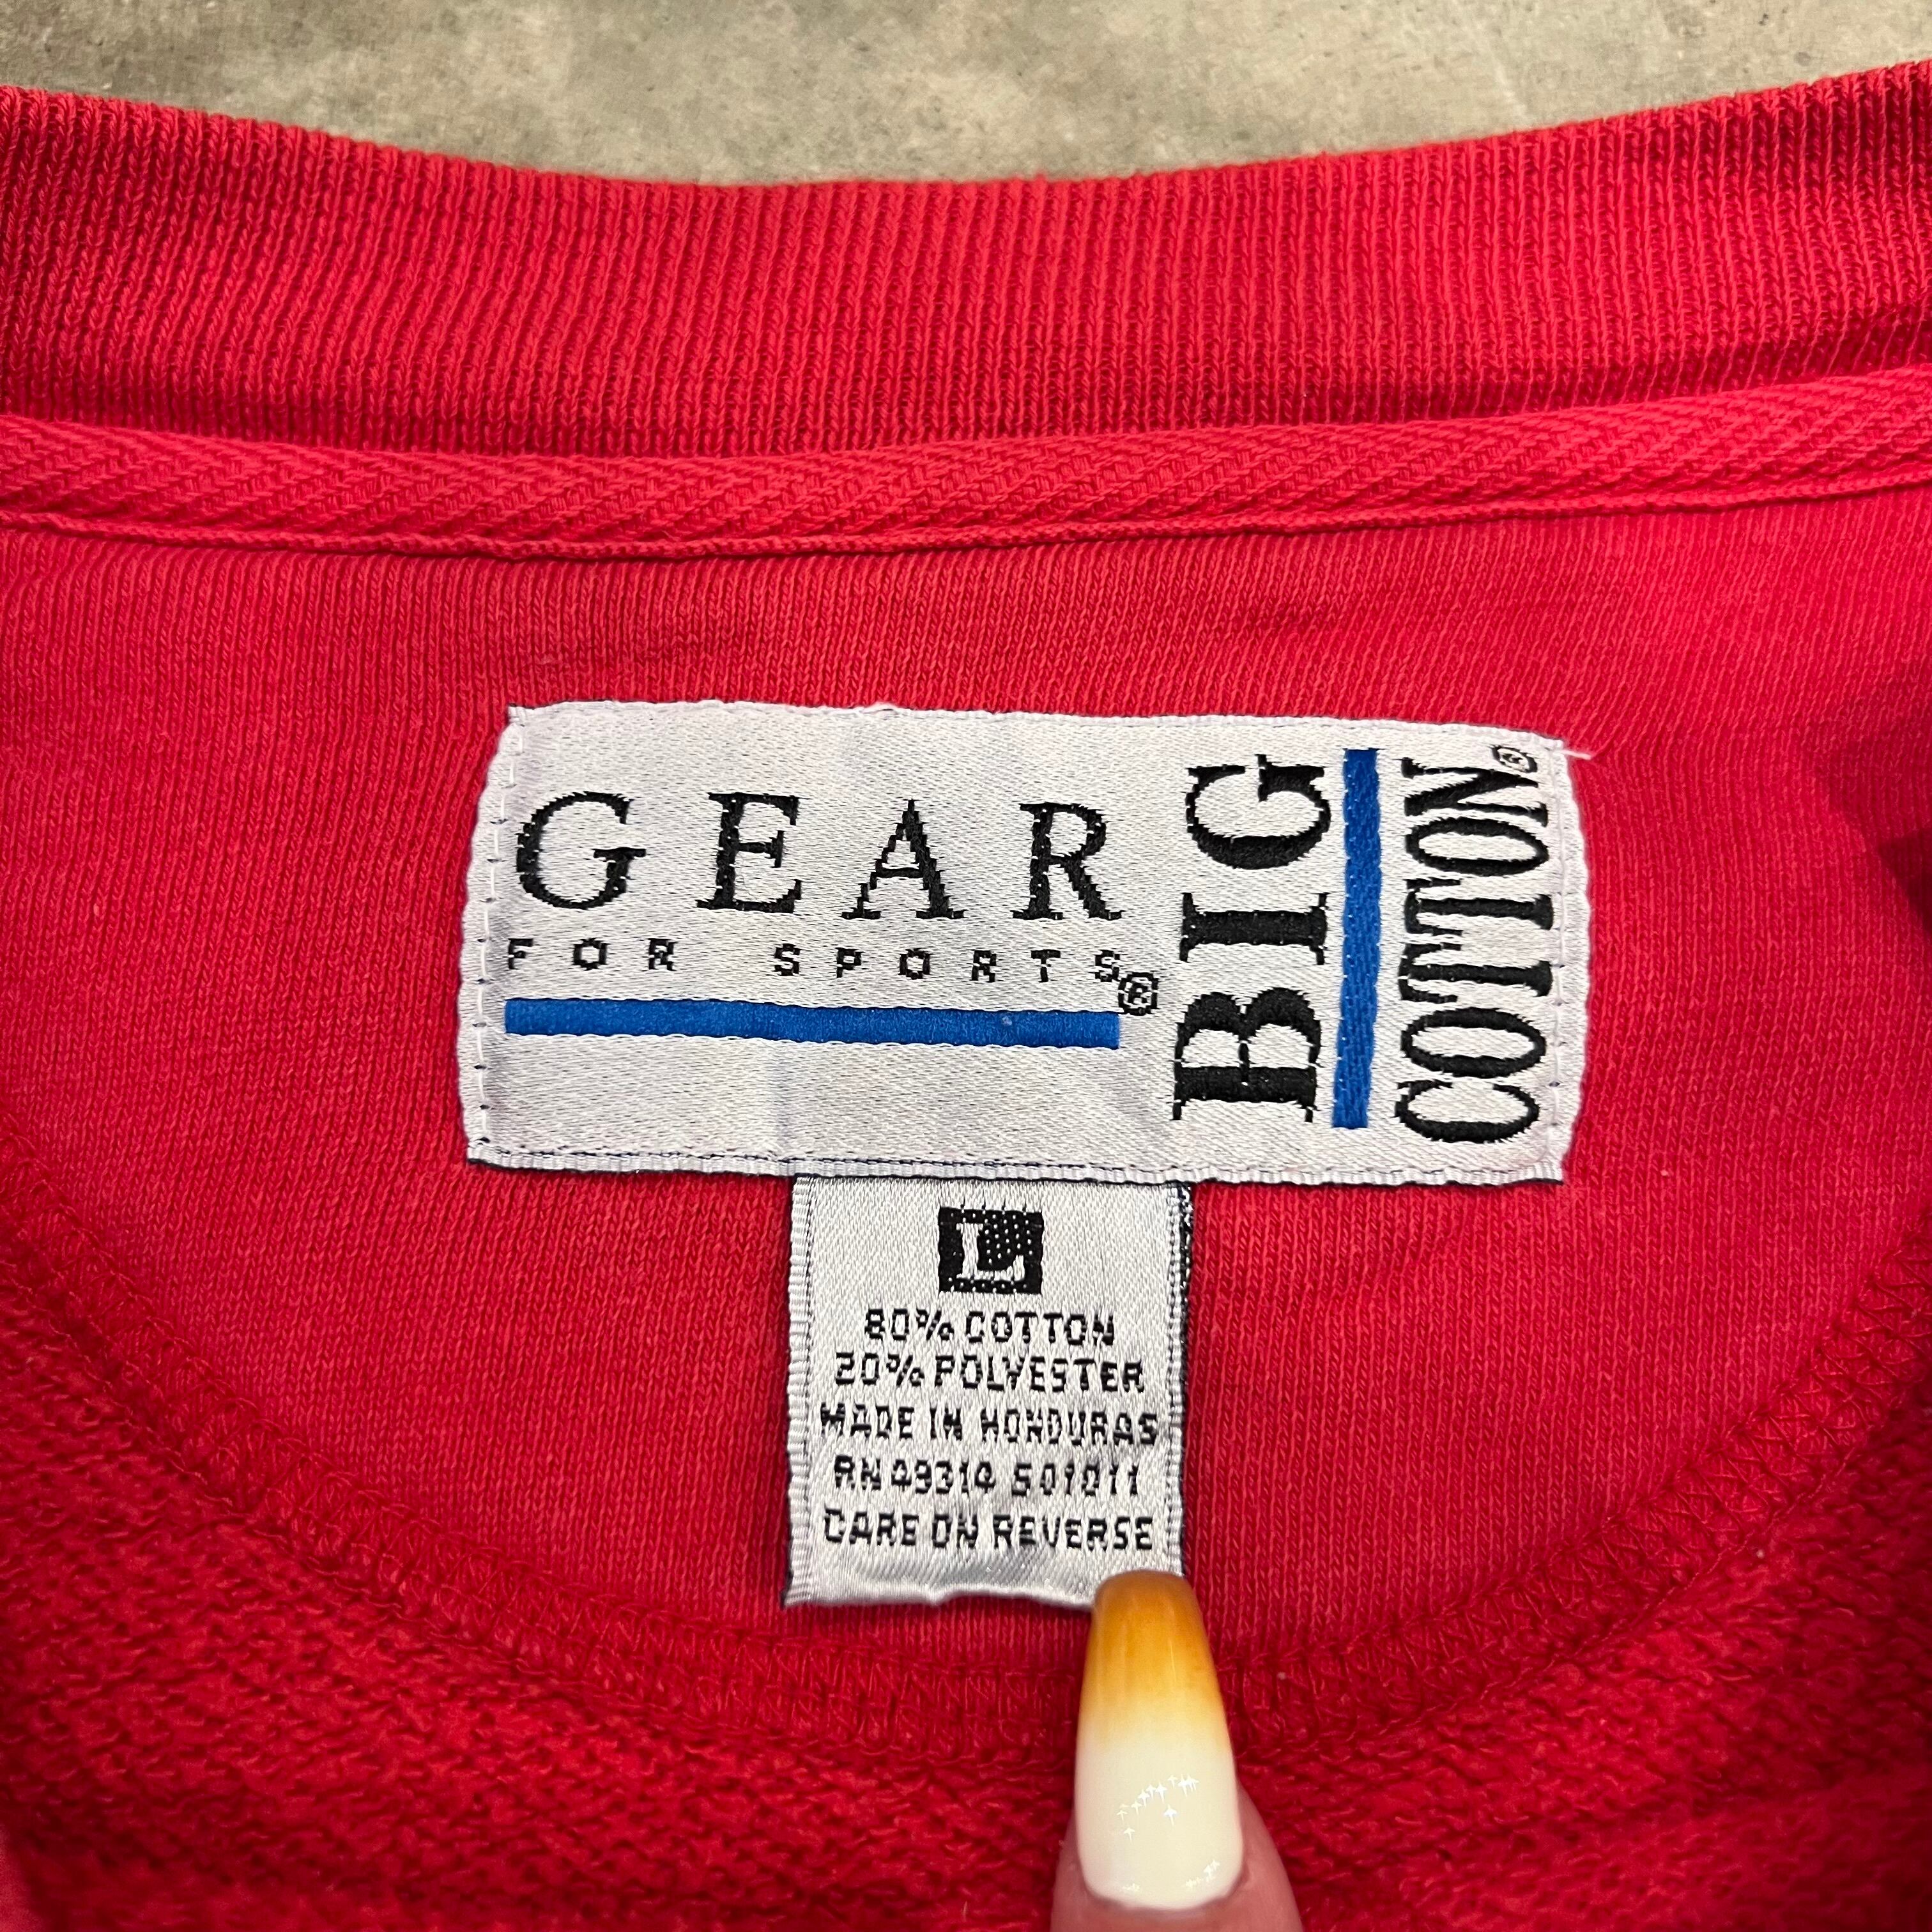 GEAR
FOR SPORTS®
BIG
COTTON®
L
80% COTTON
20% POLYESTER
MADE IN HONDURAS
RN 49314 501011
CARE ON REVERSE